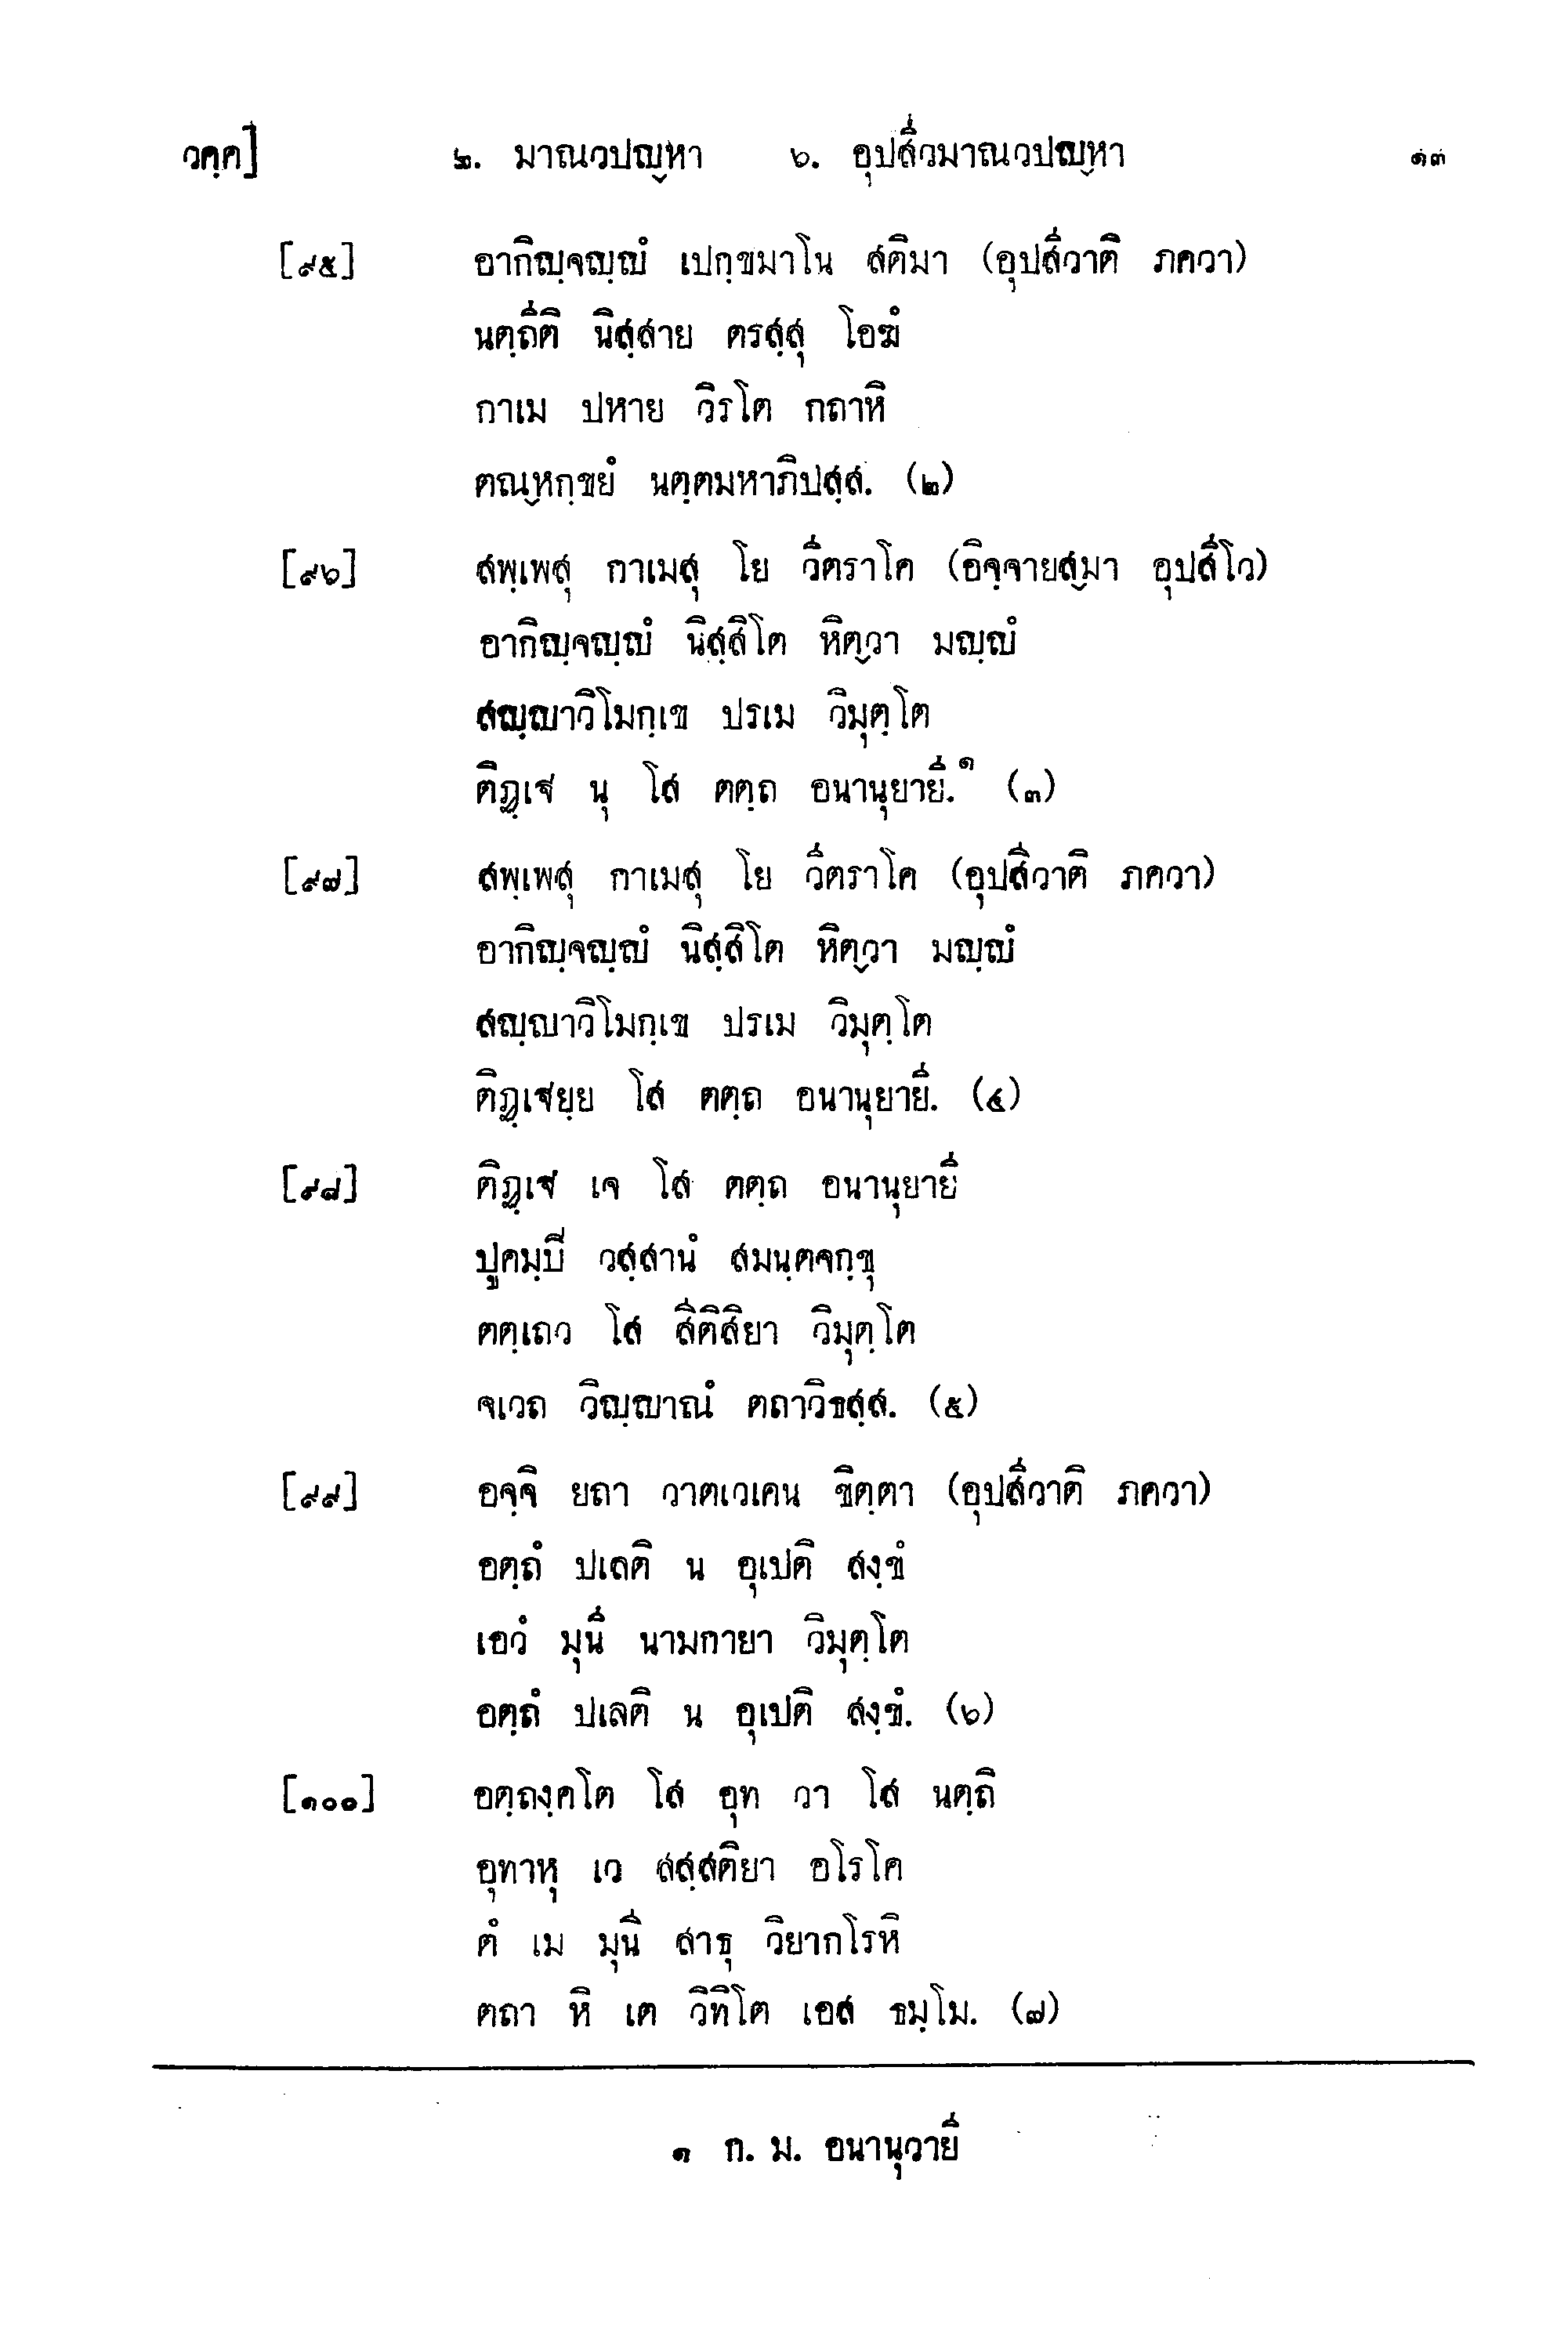 วคฺค] ๒. มาณวปญฺหา ๖. อุปสีวมาณวปญฺหา ๑๓
[๙๕] อากิญฺจญฺญํ เปกฺขมาโน สติมา (อุปสีวาติ ภควา)
นตฺถีติ นิสฺสาย ตรสฺสุ โอฆํ
กาเม ปหาย วิรโต กถาหิ
ตณฺหกฺขยํ นตฺตมหาภิปสฺส. (๒)
[๙๖] สพฺเพสุ กาเมสุ โย วีตราโค (อิจฺจายสฺมา อุปสีโว)
อากิญฺจญฺญํ นิสฺสิโต หิตฺวา มญฺญํ
สญฺญาวิโมกฺเข ปรเม วิมุตฺโต
ติฏฺเฐ นุ โส ตตฺถ อนานุยายี.๑ (๓)
[๙๗] สพฺเพสุ กาเมสุ โย วีตราโค (อุปสีวาติ ภควา)
อากิญฺจญฺญํ นิสฺสิโต หิตฺวา มญฺญํ
สญฺญาวิโมกฺเข ปรเม วิมุตฺโต
ติฏฺเฐยฺย โส ตตฺถ อนานุยายี. (๔)
[๙๘] ติฏฺเฐ เจ โส ตตฺถ อนานุยายี
ปูคมฺปี วสฺสานํ สมนฺตจกฺขุ
ตตฺเถว โส สีติสิยา วิมุตฺโต
จเวถ วิญฺญาณํ ตถาวิธสฺส. (๕)
[๙๙] อจฺจิ ยถา วาตเวเคน ขิตฺตา (อุปสีวาติ ภควา)
อตฺถํ ปเลติ น อุเปติ สงฺขํ
เอวํ มุนี นามกายา วิมุตฺโต
อตฺถํ ปเลติ น อุเปติ สงฺขํ. (๖)
[๑๐๐] อตฺถงฺคโต โส อุท วา โส นตฺถิ
อุทาหุ เว สสฺสติยา อโรโค
ตํ เม มุนี สาธุ วิยากโรหิ
ตถา หิ เต วิทิโต เอส ธมฺโม. (๗)
๑ ก. ม. อนานุวายี